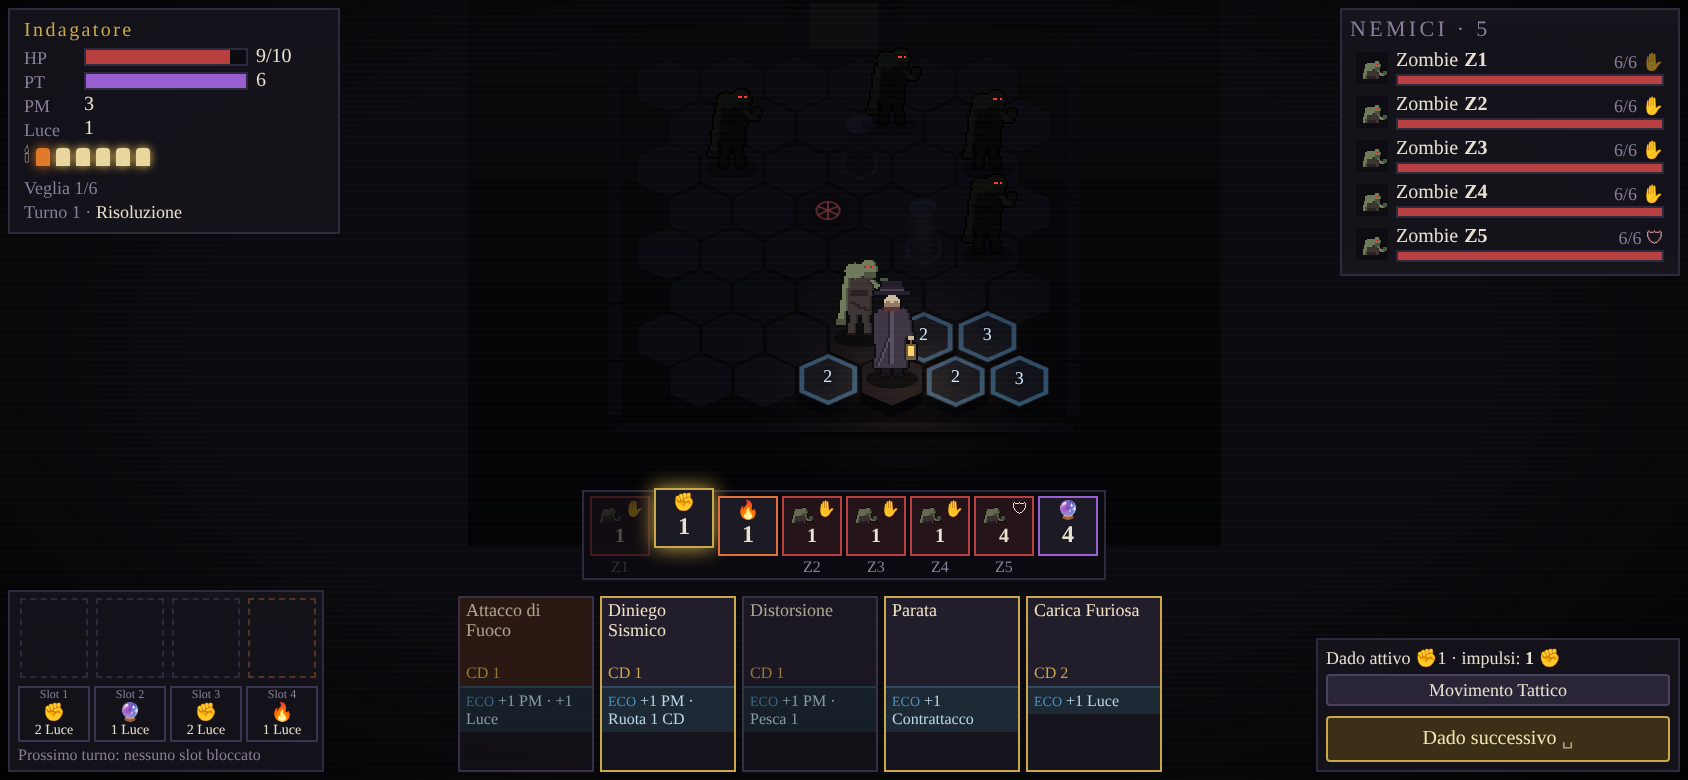 Indagatore
HP 9/10
PT 6
PM 3
Luce 1
Veglia 1/6
Turno 1 · Risoluzione
NEMICI · 5
Zombie Z1 6/6
Zombie Z2 6/6
Zombie Z3 6/6
Zombie Z4 6/6
Zombie Z5 6/6
2 3
2 2 3
1 1 1 1 1 1 4 4
Z1 Z2 Z3 Z4 Z5
Slot 1 Slot 2 Slot 3 Slot 4
2 Luce 1 Luce 2 Luce 1 Luce
Prossimo turno: nessuno slot bloccato
Attacco di
Fuoco
CD 1
ECO +1 PM · +1
Luce
Diniego
Sismico
CD 1
ECO +1 PM ·
Ruota 1 CD
Distorsione
CD 1
ECO +1 PM ·
Pesca 1
Parata
ECO +1
Contrattacco
Carica Furiosa
CD 2
ECO +1 Luce
Dado attivo ✊1 · impulsi: 1 ✊
Movimento Tattico
Dado successivo ␣